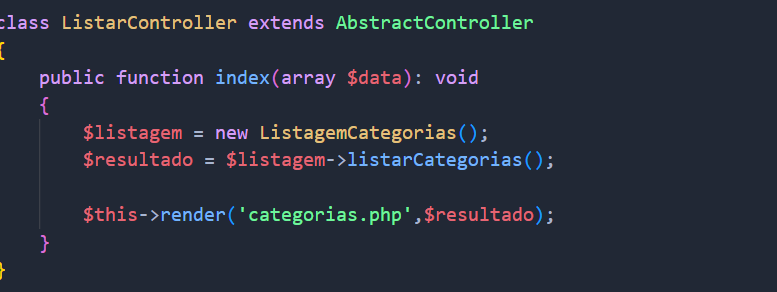 class ListarController extends AbstractController
{
    public function index(array $data): void
    {
        $listagem = new ListagemCategorias();
        $resultado = $listagem->listarCategorias();

        $this->render('categorias.php',$resultado);
    }
}